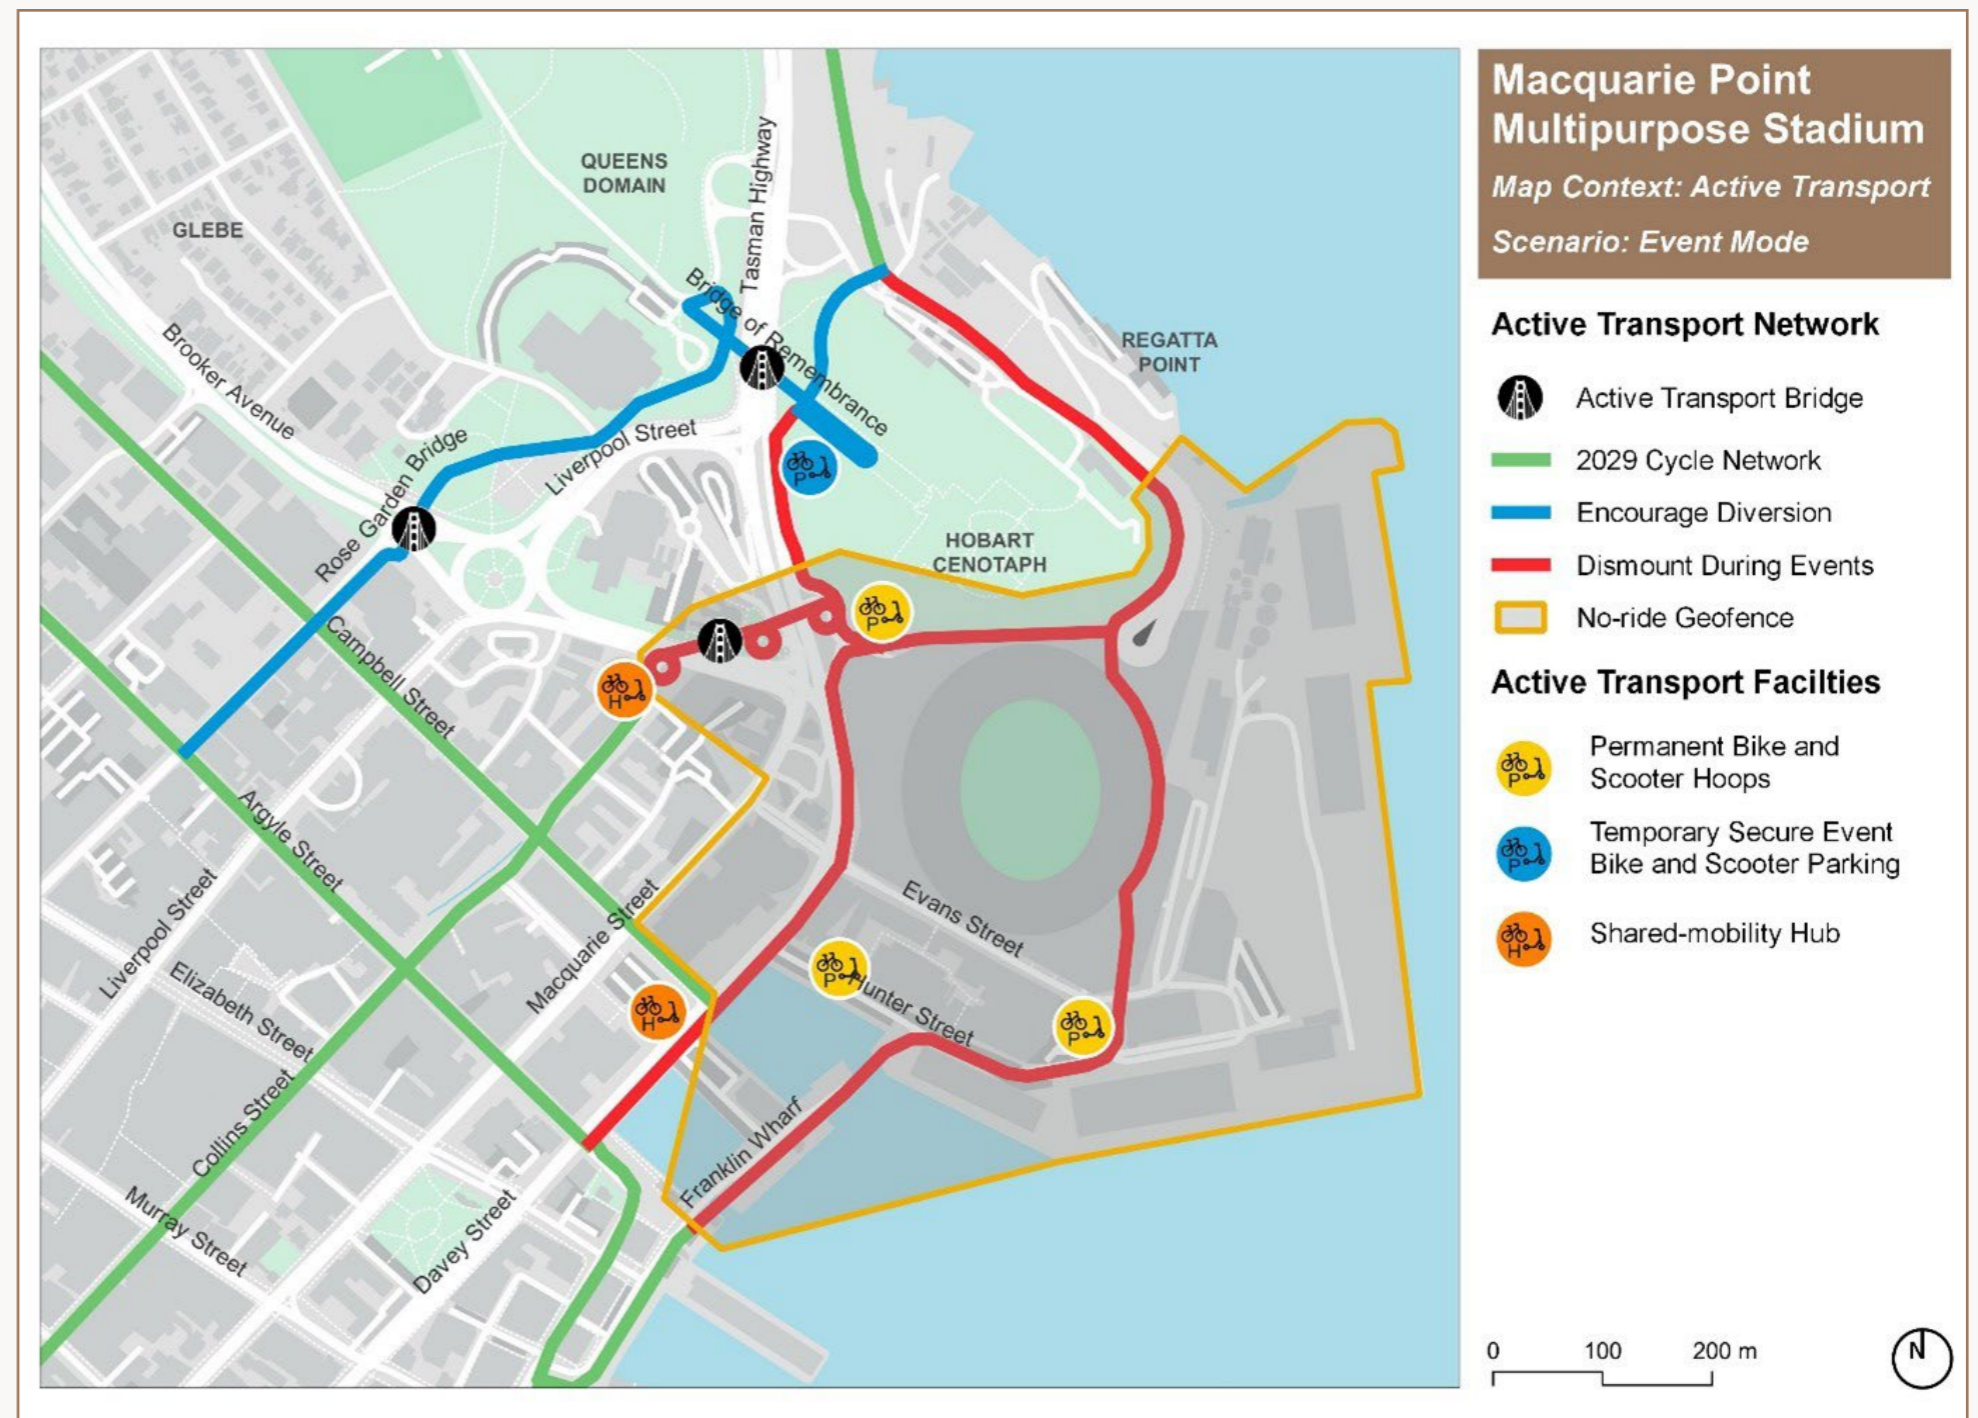 Macquarie Point
Multipurpose Stadium
Map Context: Active Transport
Scenario: Event Mode
Active Transport Network
Active Transport Bridge
2029 Cycle Network
Encourage Diversion
Dismount During Events
No-ride Geofence
Active Transport Facilties
P
Permanent Bike and
Scooter Hoops
P
Temporary Secure Event
Bike and Scooter Parking
H
Shared-mobility Hub
0 100 200 m
N
QUEENS
DOMAIN
GLEBE
Tasman Highway
Bridge of Remembrance
REGATTA
POINT
Brooker Avenue
Rose Garden Bridge
Liverpool Street
P
HOBART
CENOTAPH
P
Campbell Street
H
Argyle Street
Evans Street
Macquarie Street
Liverpool Street
P
Hunter Street
P
H
Elizabeth Street
Collins Street
Franklin Wharf
Murray Street
Davey Street